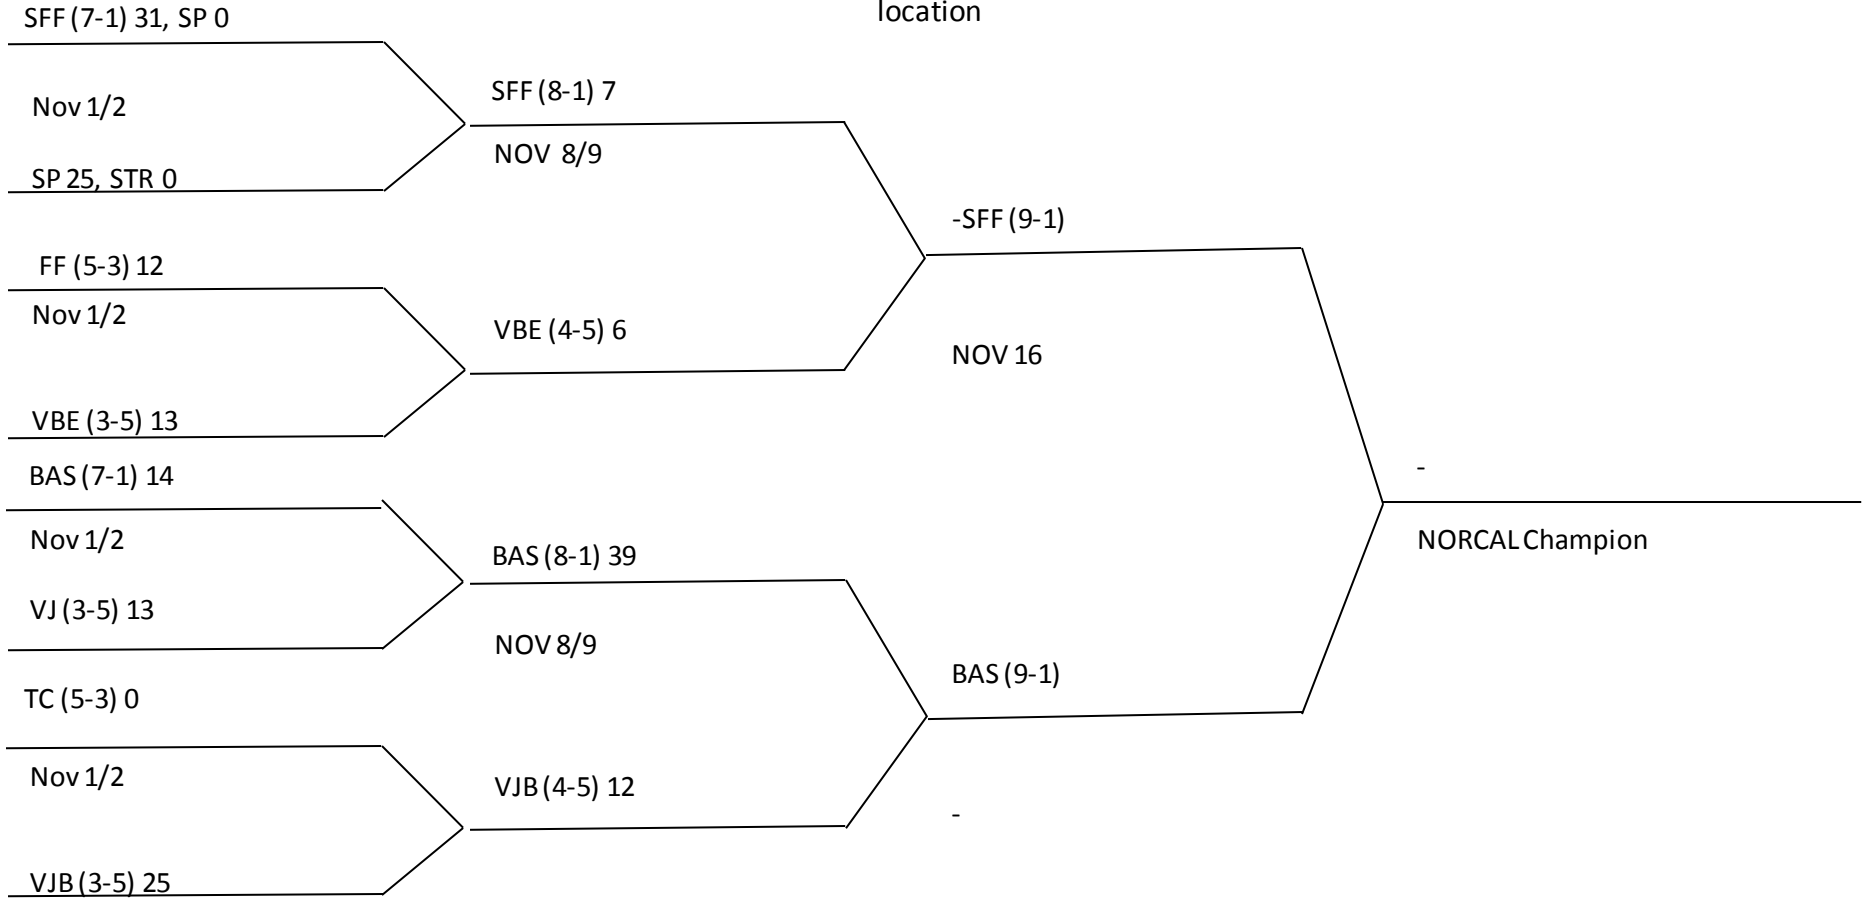 location
SFF (7-1) 31, SP 0
Nov 1/2
SP 25, STR 0
FF (5-3) 12
Nov 1/2
VBE (3-5) 13
BAS (7-1) 14
Nov 1/2
VJ (3-5) 13
TC (5-3) 0
Nov 1/2
VJB (3-5) 25
SFF (8-1) 7
NOV 8/9
VBE (4-5) 6
BAS (8-1) 39
NOV 8/9
VJB (4-5) 12
-SFF (9-1)
NOV 16
BAS (9-1)
-
-
NORCAL Champion